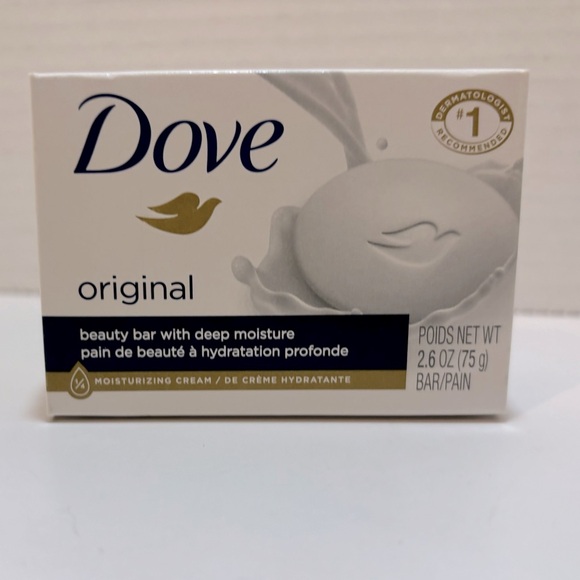 Dove
DERMATOLOGIST
#1
RECOMMENDED
original
beauty bar with deep moisture
pain de beauté à hydratation profonde
1/4 MOISTURIZING CREAM / DE CRÈME HYDRATANTE
POIDS NET WT
2.6 OZ (75 g)
BAR/PAIN